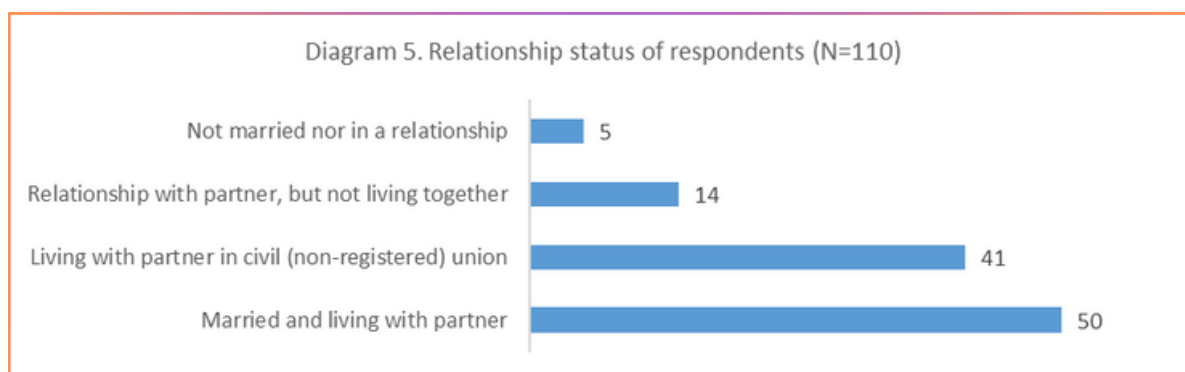 Diagram 5. Relationship status of respondents (N=110)
Not married nor in a relationship 5
Relationship with partner, but not living together 14
Living with partner in civil (non-registered) union 41
Married and living with partner 50